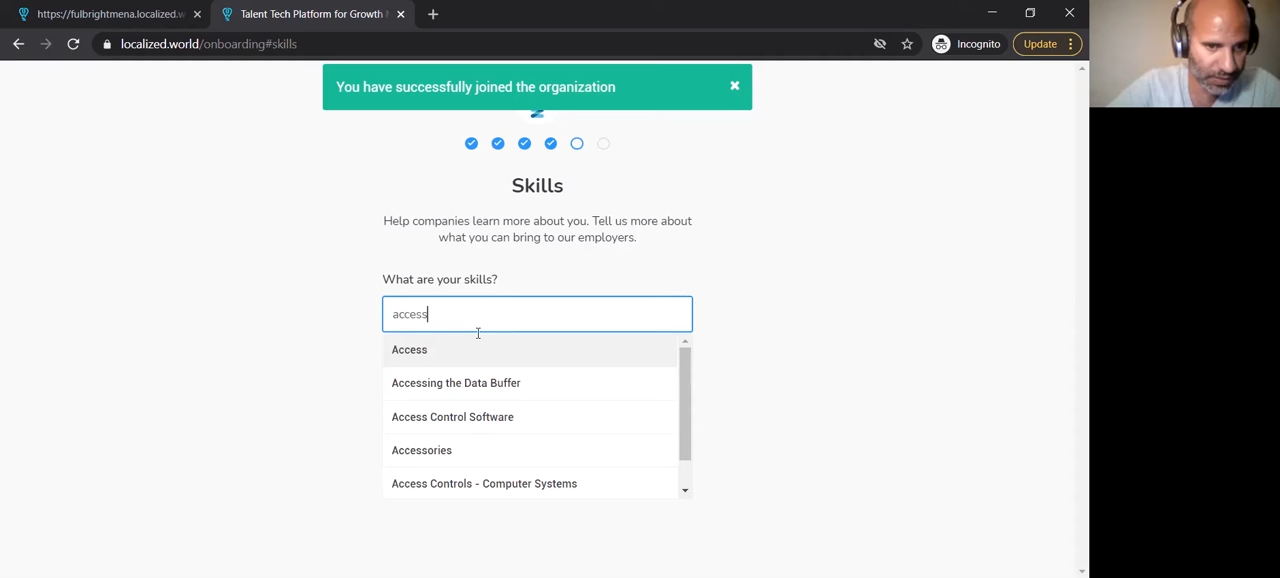 https://fulbrightmena.localized.w
Talent Tech Platform for Growth
localized.world/onboarding#skills
Incognito
Update
You have successfully joined the organization
Skills
Help companies learn more about you. Tell us more about
what you can bring to our employers.
What are your skills?
access
Access
Accessing the Data Buffer
Access Control Software
Accessories
Access Controls - Computer Systems